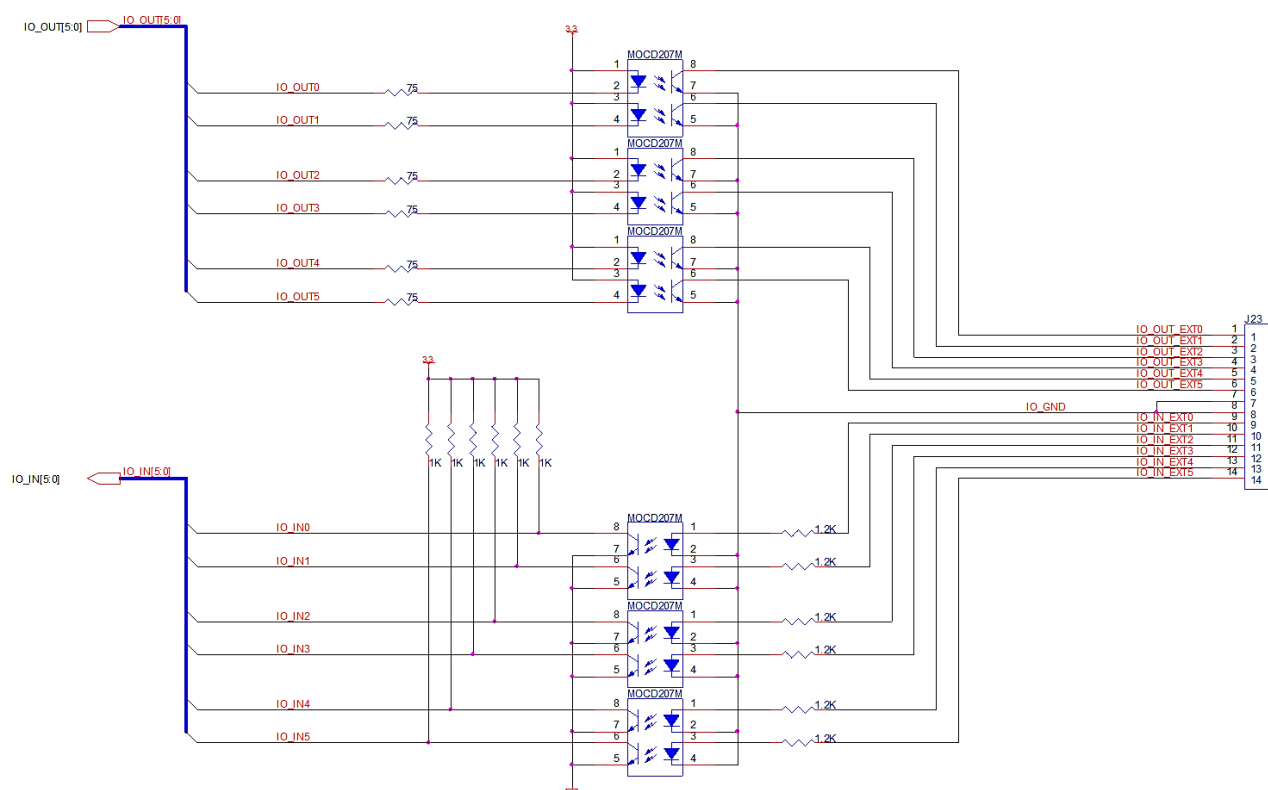 IO_OUT[5:0] IO_OUT[5:0]
3.3
MOCD207M
1 8
IO_OUT0 75 2 7
3 6
IO_OUT1 75 4 5
MOCD207M
1 8
IO_OUT2 75 2 7
3 6
IO_OUT3 75 4 5
MOCD207M
1 8
IO_OUT4 75 2 7
3 6
IO_OUT5 75 4 5
J23
IO_OUT_EXT0 1 1
IO_OUT_EXT1 2 2
IO_OUT_EXT2 3 3
IO_OUT_EXT3 4 4
IO_OUT_EXT4 5 5
IO_OUT_EXT5 6 6
7 7
IO_GND 8 8
IO_IN_EXT0 9 9
IO_IN_EXT1 10 10
IO_IN_EXT2 11 11
IO_IN_EXT3 12 12
IO_IN_EXT4 13 13
IO_IN_EXT5 14 14
3.3
1K 1K 1K 1K 1K 1K
IO_IN[5:0] IO_IN[5:0]
MOCD207M
IO_IN0 8 1 1.2K
7 2
IO_IN1 6 3 1.2K
5 4
MOCD207M
IO_IN2 8 1 1.2K
7 2
IO_IN3 6 3 1.2K
5 4
MOCD207M
IO_IN4 8 1 1.2K
7 2
IO_IN5 6 3 1.2K
5 4